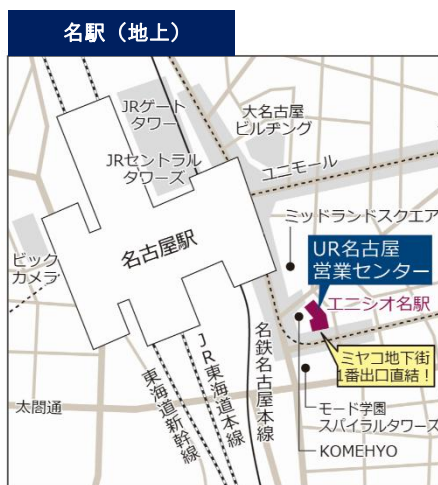 名駅（地上）
JRゲート
タワー
大名古屋
ビルヂング
JRセントラル
タワーズ
ユニモール
ミッドランドスクエア
名古屋駅
UR名古屋
営業センター
ビック
カメラ
エニシオ名駅
ミヤコ地下街
1番出口直結！
名鉄名古屋本線
JR東海道本線
東海道新幹線
太閤通
モード学園
スパイラルタワーズ
KOMEHYO